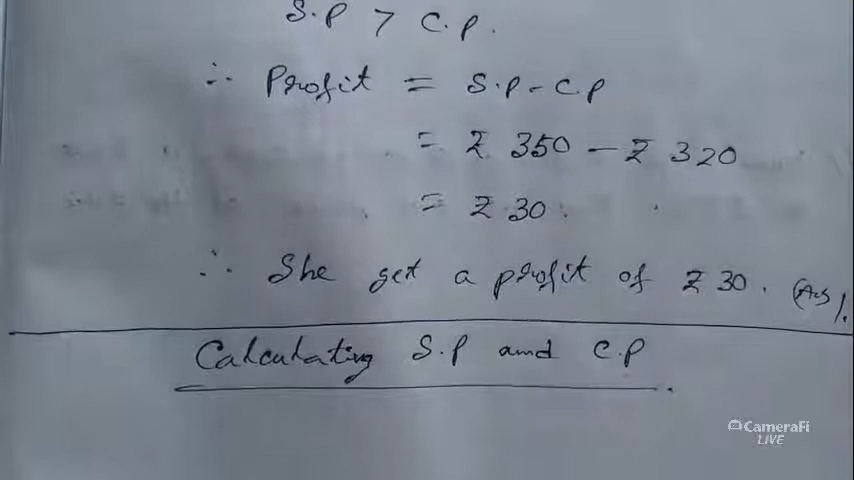 S.P > C.P.
∴ Profit = S.P - C.P
= ₹ 350 - ₹ 320
= ₹ 30.
∴ She get a profit of ₹ 30. (Ans).
Calculating S.P and C.P.
CameraFi
LIVE